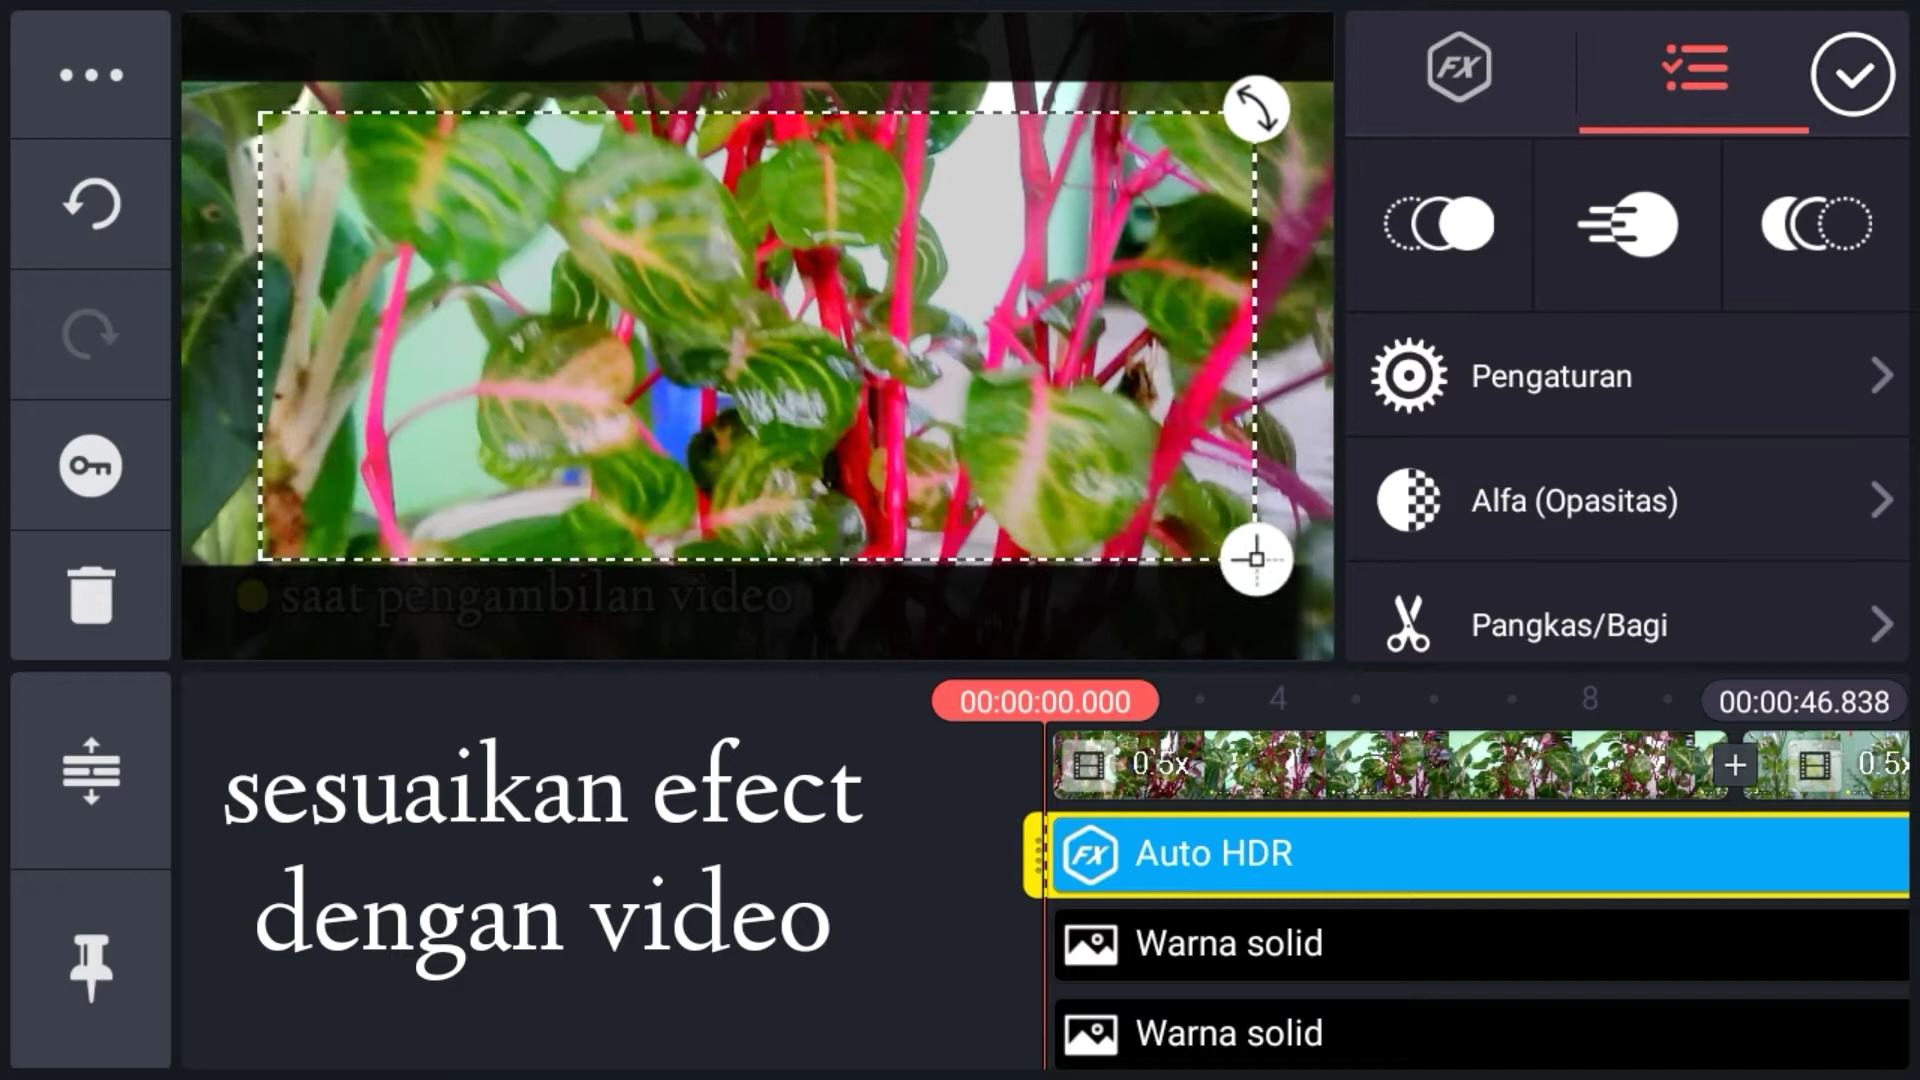 FX
Pengaturan
Alfa (Opasitas)
Pangkas/Bagi
saat pengambilan video
00:00:00.000
4
8
00:00:46.838
0.5x
0.5x
sesuaikan efect
dengan video
FX Auto HDR
Warna solid
Warna solid